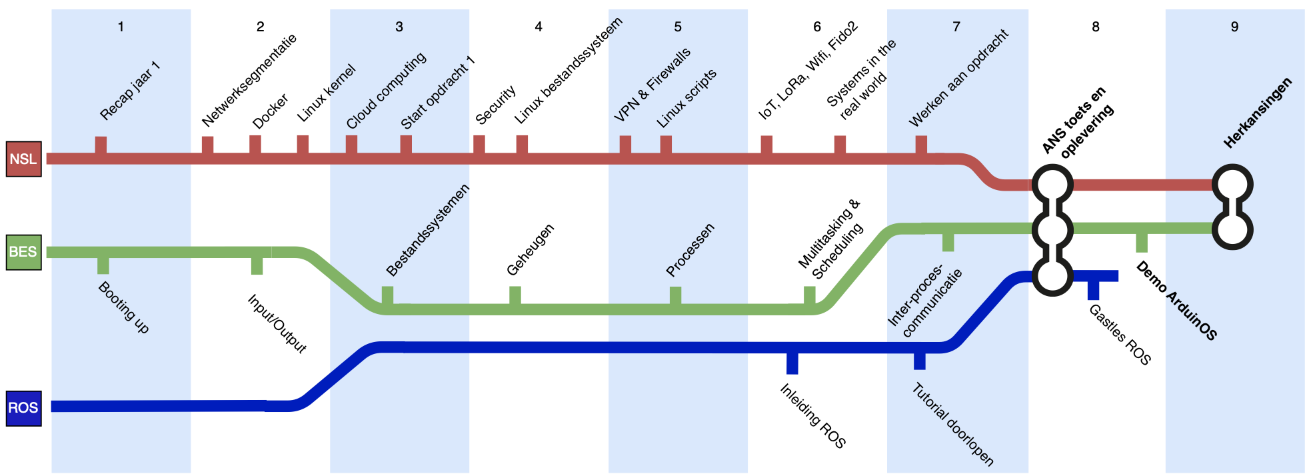 1
2
3
4
5
6
7
8
9
NSL
Recap jaar 1
Netwerksegmentatie
Docker
Linux kernel
Cloud computing
Start opdracht 1
Security
Linux bestandssysteem
VPN & Firewalls
Linux scripts
IoT, LoRa, Wifi, Fido2
Systems in the
real world
Werken aan opdracht
ANS toets en
oplevering
Herkansingen
BES
Booting up
Input/Output
Bestandssystemen
Geheugen
Processen
Multitasking &
Scheduling
Inter-proces-
communicatie
Demo ArduinOS
ROS
Inleiding ROS
Tutorial doorlopen
Gastles ROS